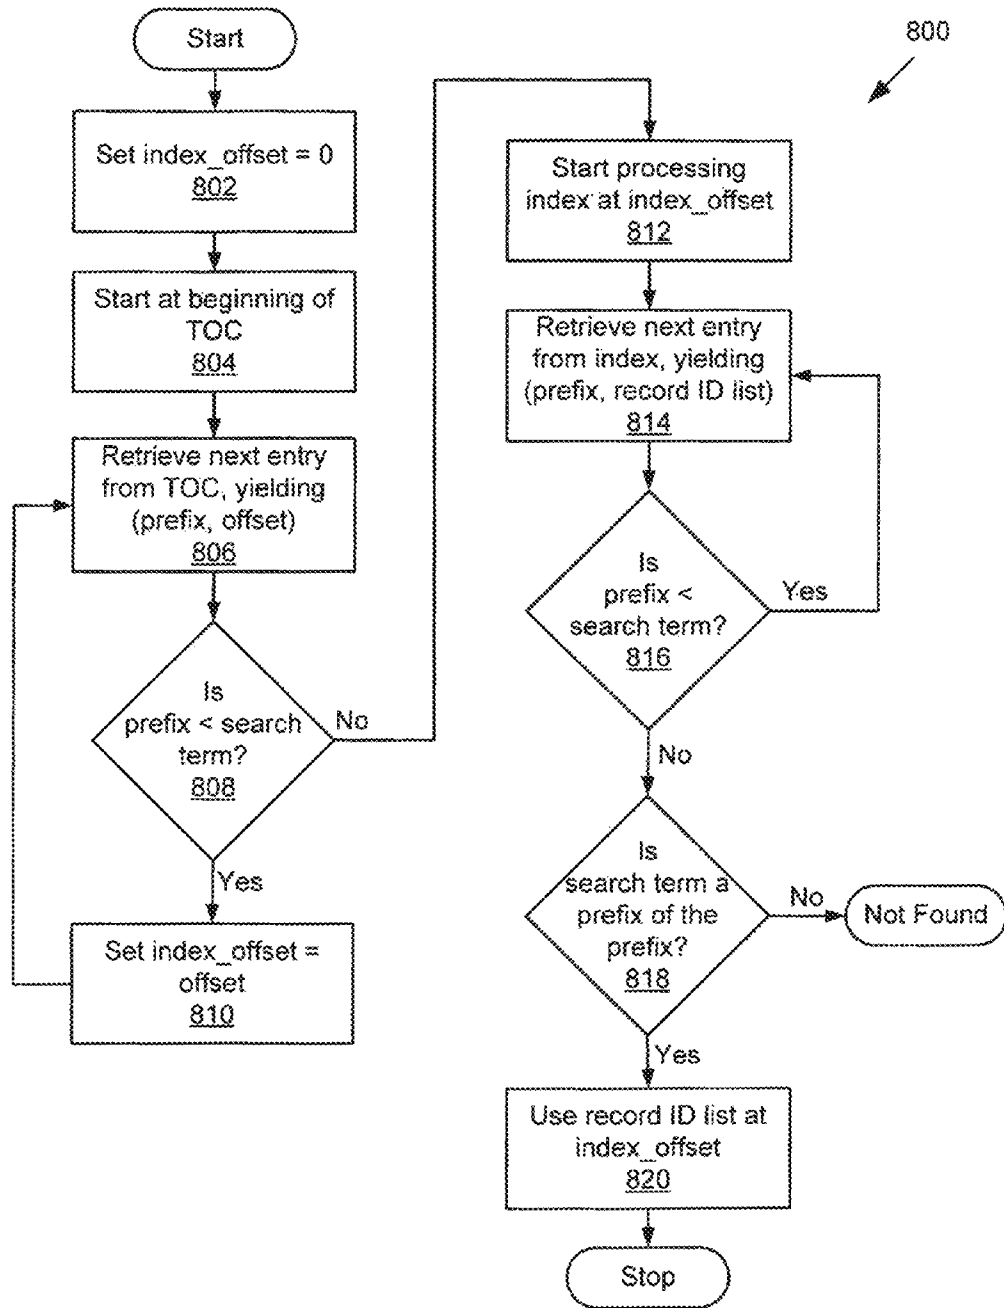 Start
Set index_offset = 0
802
Start at beginning of
TOC
804
Retrieve next entry
from TOC, yielding
(prefix, offset)
806
Is
prefix < search
term?
808
No
Yes
Set index_offset =
offset
810
800
Start processing
index at index_offset
812
Retrieve next entry
from index, yielding
(prefix, record ID list)
814
Is
prefix <
search term?
816
Yes
No
Is
search term a
prefix of the
prefix?
818
No
Not Found
Yes
Use record ID list at
index_offset
820
Stop